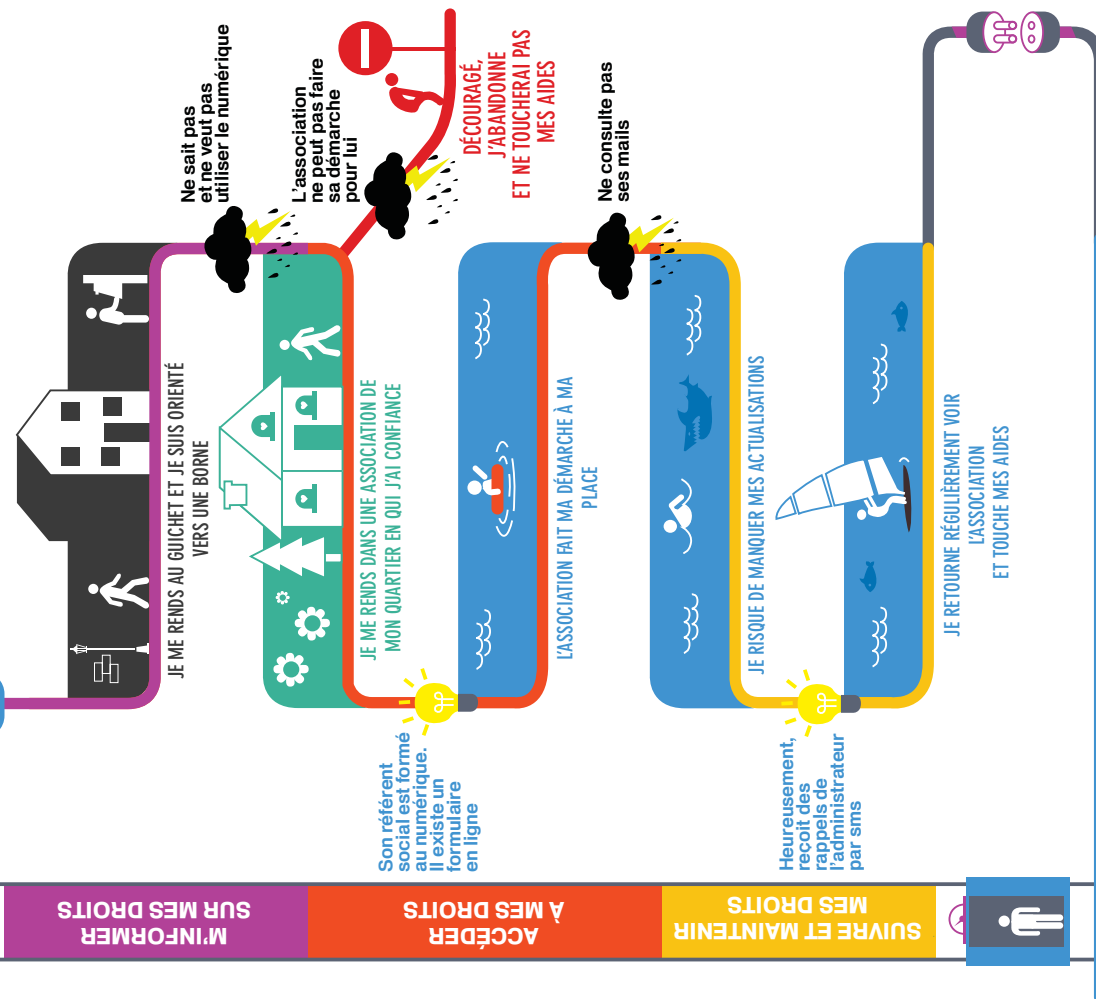 M'INFORMER
SUR MES DROITS
ACCÉDER
À MES DROITS
SUIVRE ET MAINTENIR
MES DROITS
JE ME RENDS AU GUICHET ET JE SUIS ORIENTÉ
VERS UNE BORNE
Ne sait pas
et ne veut pas
utiliser le numérique
JE ME RENDS DANS UNE ASSOCIATION DE
MON QUARTIER EN QUI J'AI CONFIANCE
L'association
ne peut pas faire
sa démarche
pour lui
DÉCOURAGÉ,
J'ABANDONNE
ET NE TOUCHERAI PAS
MES AIDES
Son référent
social est formé
au numérique.
Il existe un
formulaire
en ligne
L'ASSOCIATION FAIT MA DÉMARCHE À MA
PLACE
Ne consulte pas
ses mails
JE RISQUE DE MANQUER MES ACTUALISATIONS
Heureusement,
reçoit des
rappels de
l'administrateur
par sms
JE RETOURNE RÉGULIÈREMENT VOIR
L'ASSOCIATION
ET TOUCHE MES AIDES